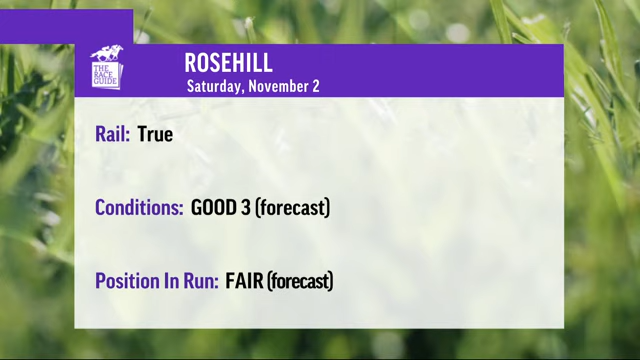 THE
RACE
GUIDE
ROSEHILL
Saturday, November 2
Rail: True
Conditions: GOOD 3 (forecast)
Position In Run: FAIR (forecast)